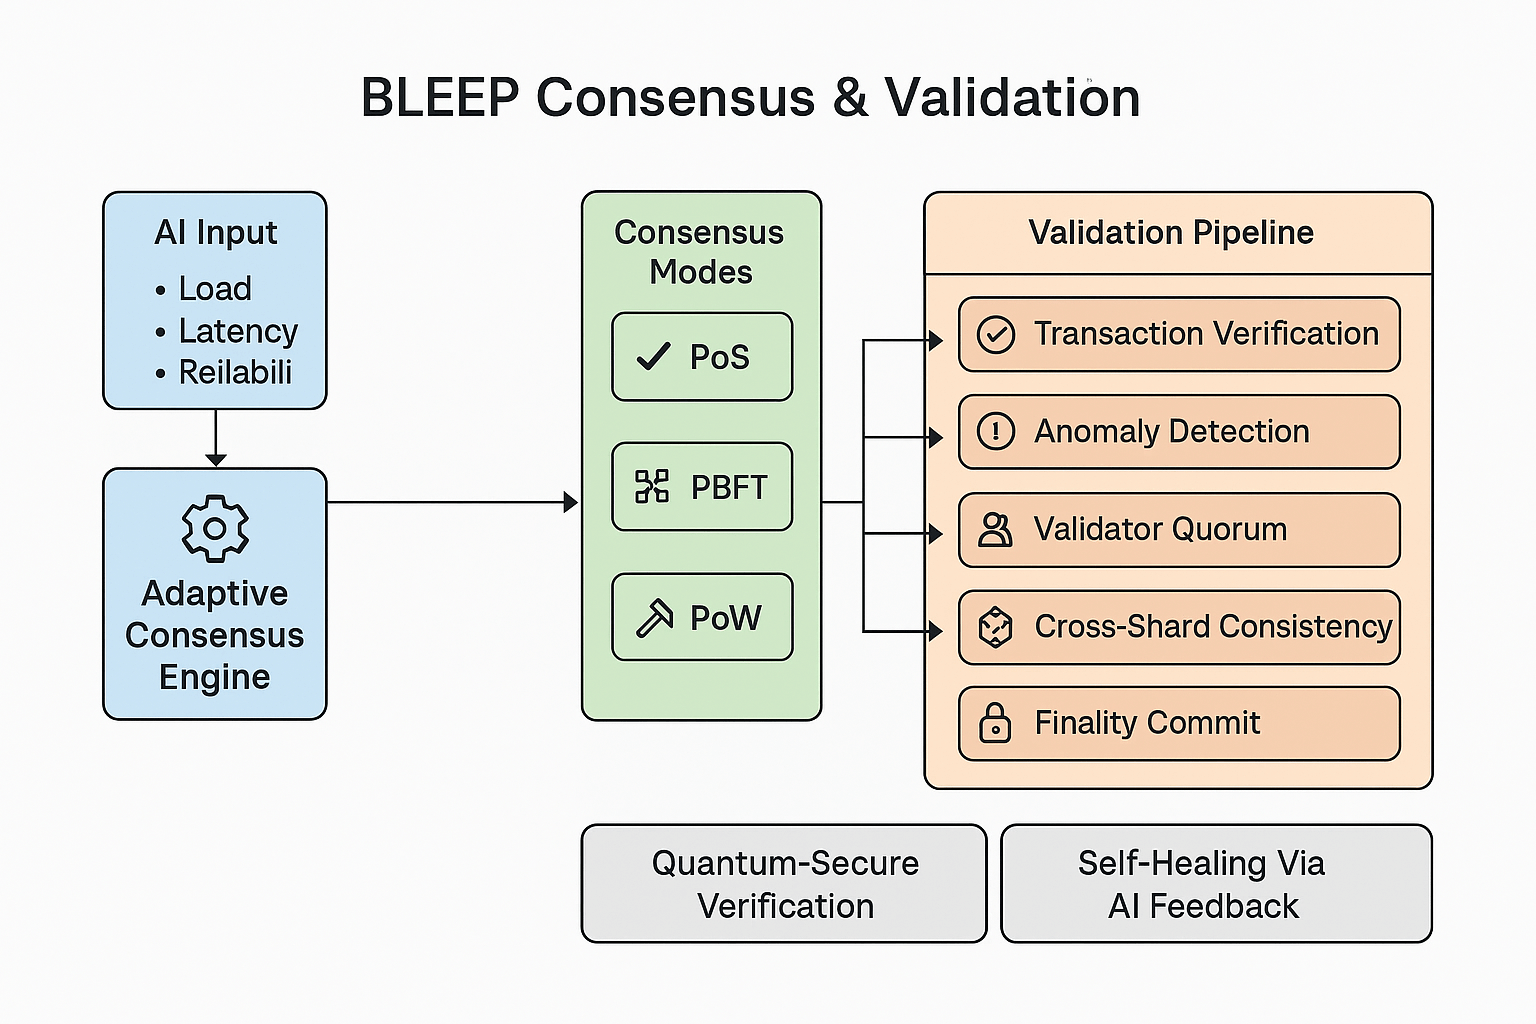 BLEEP Consensus & Validation
AI Input
• Load
• Latency
• Reilabili
Adaptive
Consensus
Engine
Consensus
Modes
PoS
PBFT
PoW
Validation Pipeline
Transaction Verification
Anomaly Detection
Validator Quorum
Cross-Shard Consistency
Finality Commit
Quantum-Secure
Verification
Self-Healing Via
AI Feedback